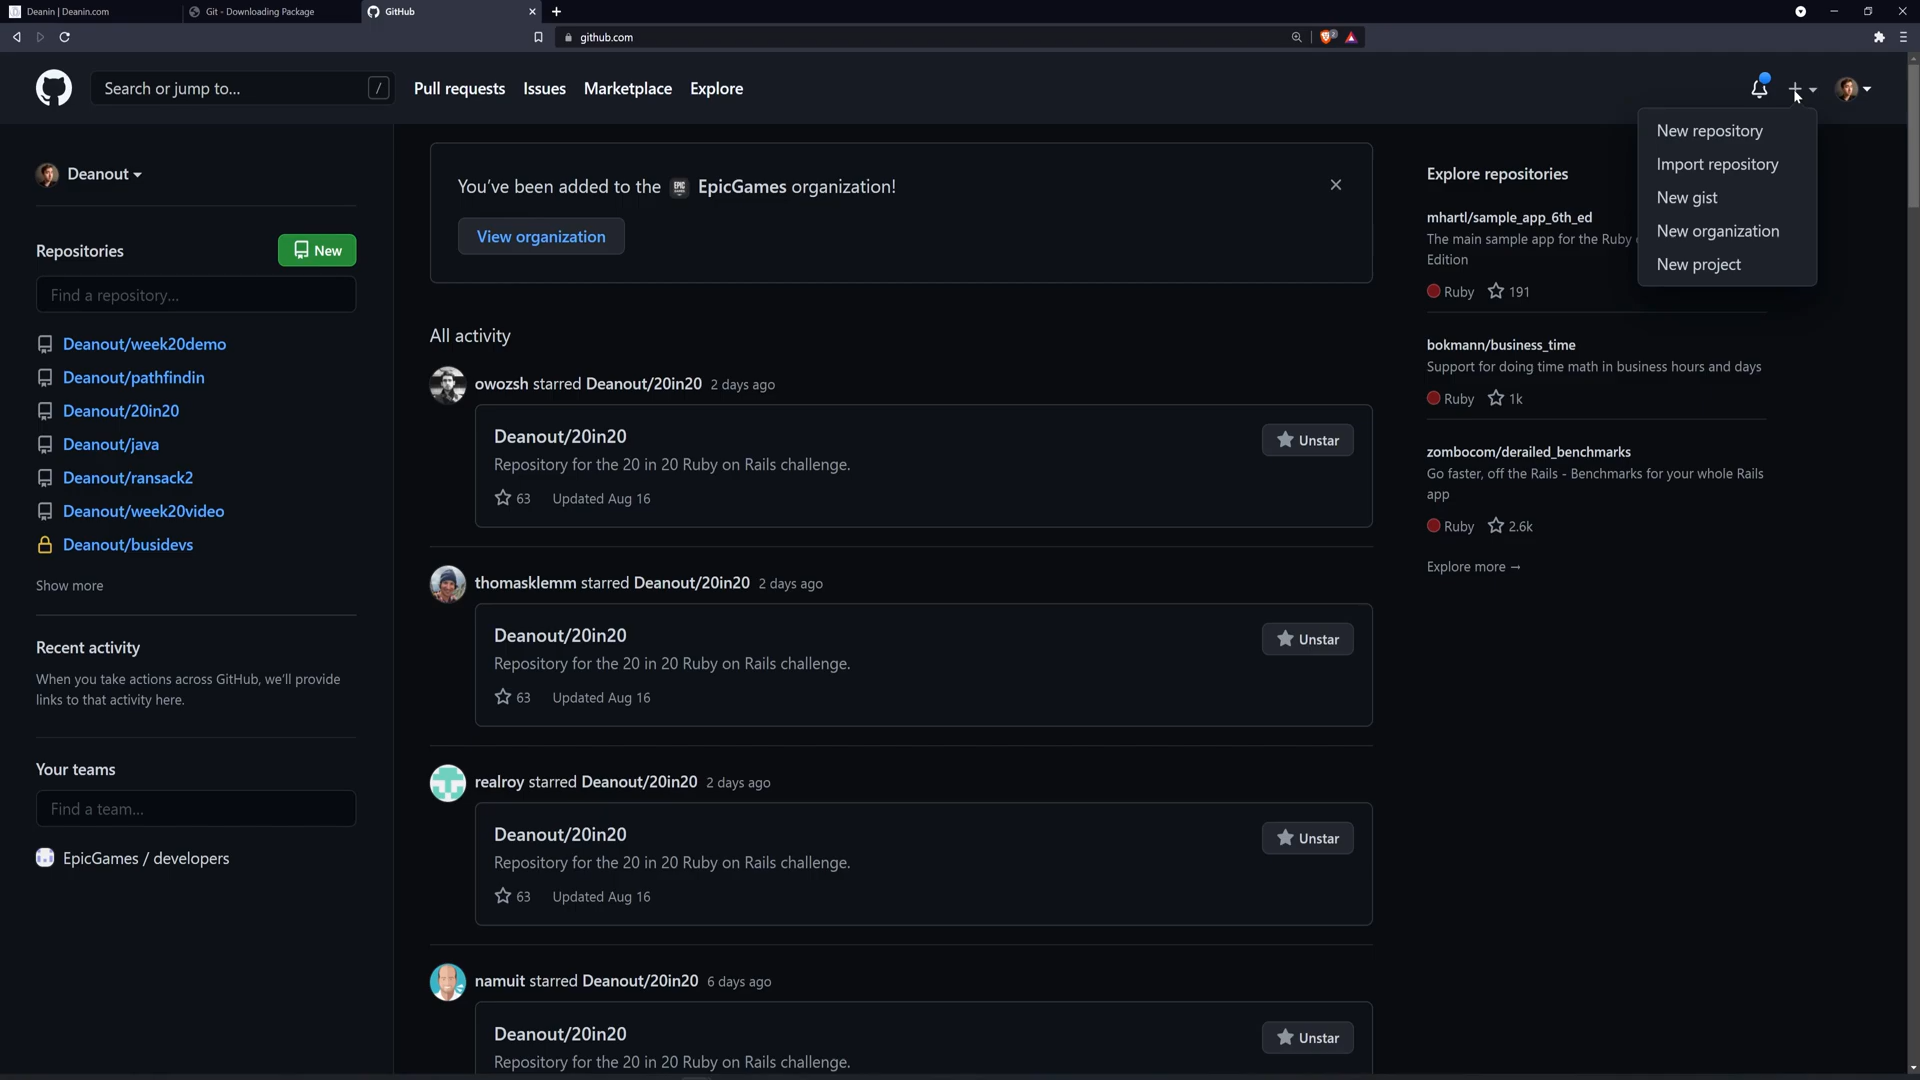 Deanin | Deanin.com
Git - Downloading Package
GitHub
github.com
Search or jump to... /
Pull requests Issues Marketplace Explore
New repository
Import repository
New gist
New organization
New project
Deanout
Repositories
New
Find a repository...
Deanout/week20demo
Deanout/pathfindin
Deanout/20in20
Deanout/java
Deanout/ransack2
Deanout/week20video
Deanout/busidevs
Show more
Recent activity
When you take actions across GitHub, we'll provide
links to that activity here.
Your teams
Find a team...
EpicGames / developers
You've been added to the EPIC GAMES EpicGames organization!
View organization
All activity
owozsh starred Deanout/20in20 2 days ago
Deanout/20in20
Unstar
Repository for the 20 in 20 Ruby on Rails challenge.
63 Updated Aug 16
thomasklemm starred Deanout/20in20 2 days ago
Deanout/20in20
Unstar
Repository for the 20 in 20 Ruby on Rails challenge.
63 Updated Aug 16
realroy starred Deanout/20in20 2 days ago
Deanout/20in20
Unstar
Repository for the 20 in 20 Ruby on Rails challenge.
63 Updated Aug 16
namuit starred Deanout/20in20 6 days ago
Deanout/20in20
Unstar
Repository for the 20 in 20 Ruby on Rails challenge.
Explore repositories
mhartl/sample_app_6th_ed
The main sample app for the Ruby
Edition
Ruby 191
bokmann/business_time
Support for doing time math in business hours and days
Ruby 1k
zombocom/derailed_benchmarks
Go faster, off the Rails - Benchmarks for your whole Rails
app
Ruby 2.6k
Explore more →